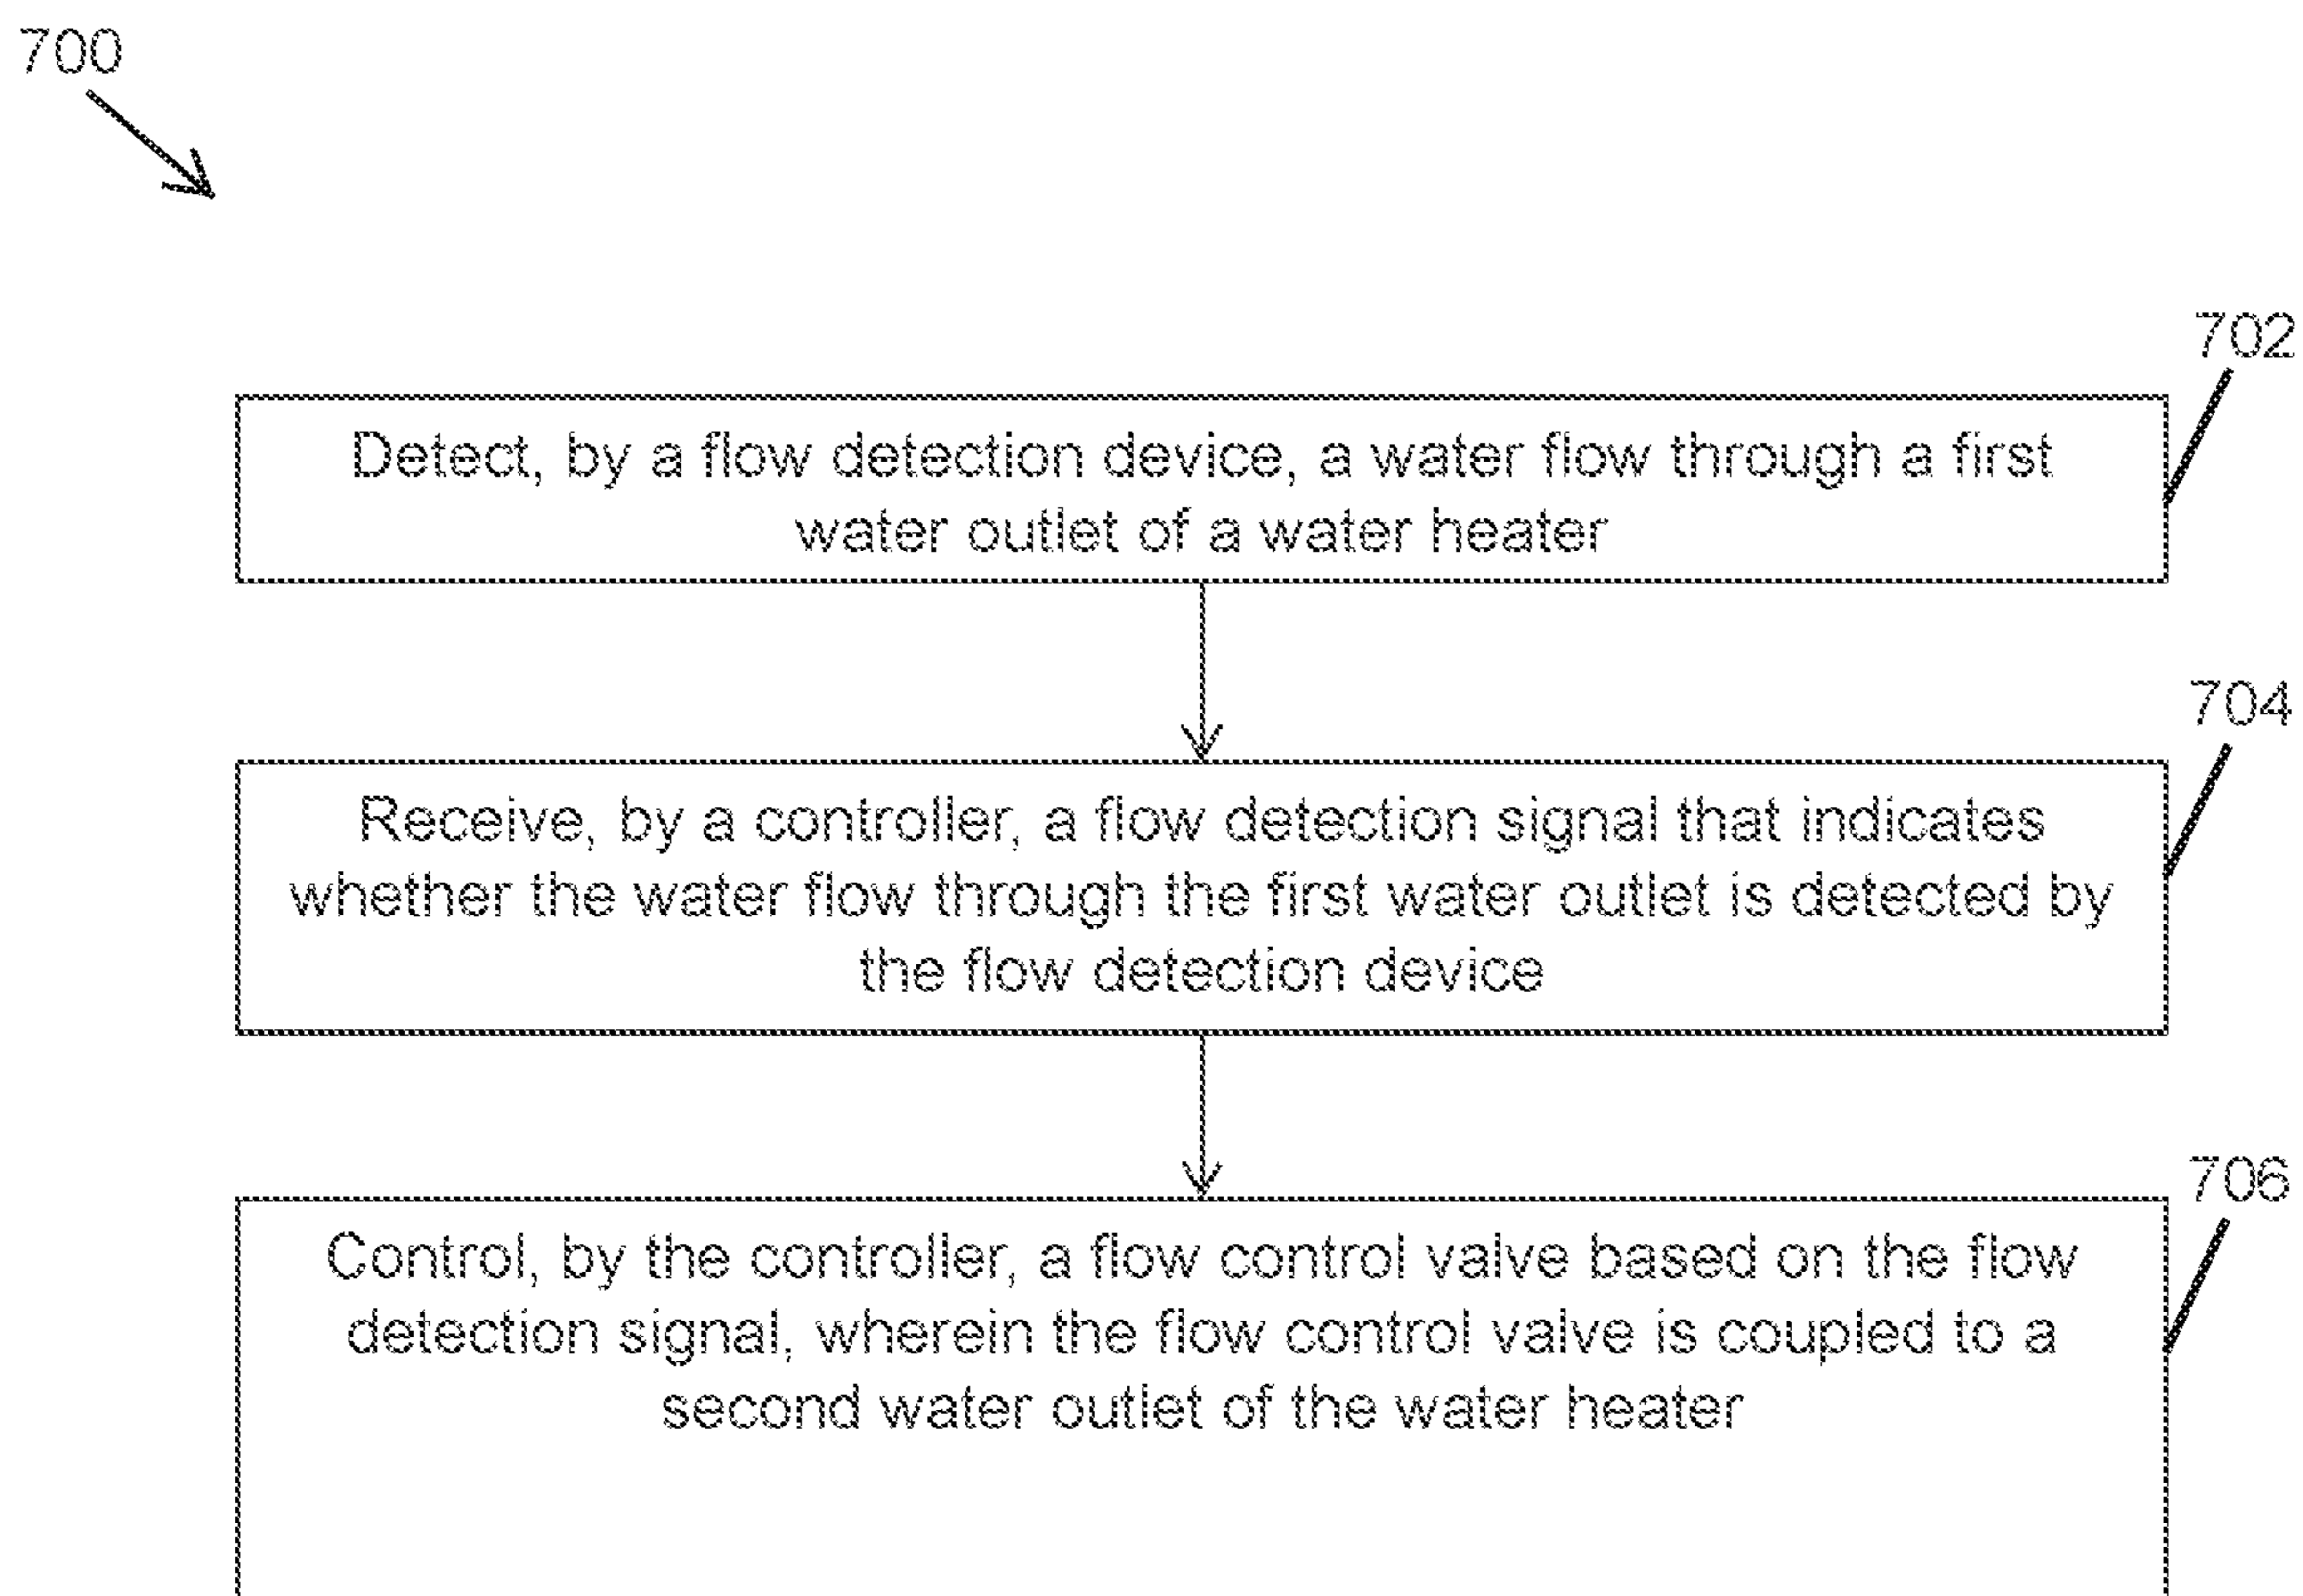 700
702
Detect, by a flow detection device, a water flow through a first
water outlet of a water heater
704
Receive, by a controller, a flow detection signal that indicates
whether the water flow through the first water outlet is detected by
the flow detection device
706
Control, by the controller, a flow control valve based on the flow
detection signal, wherein the flow control valve is coupled to a
second water outlet of the water heater